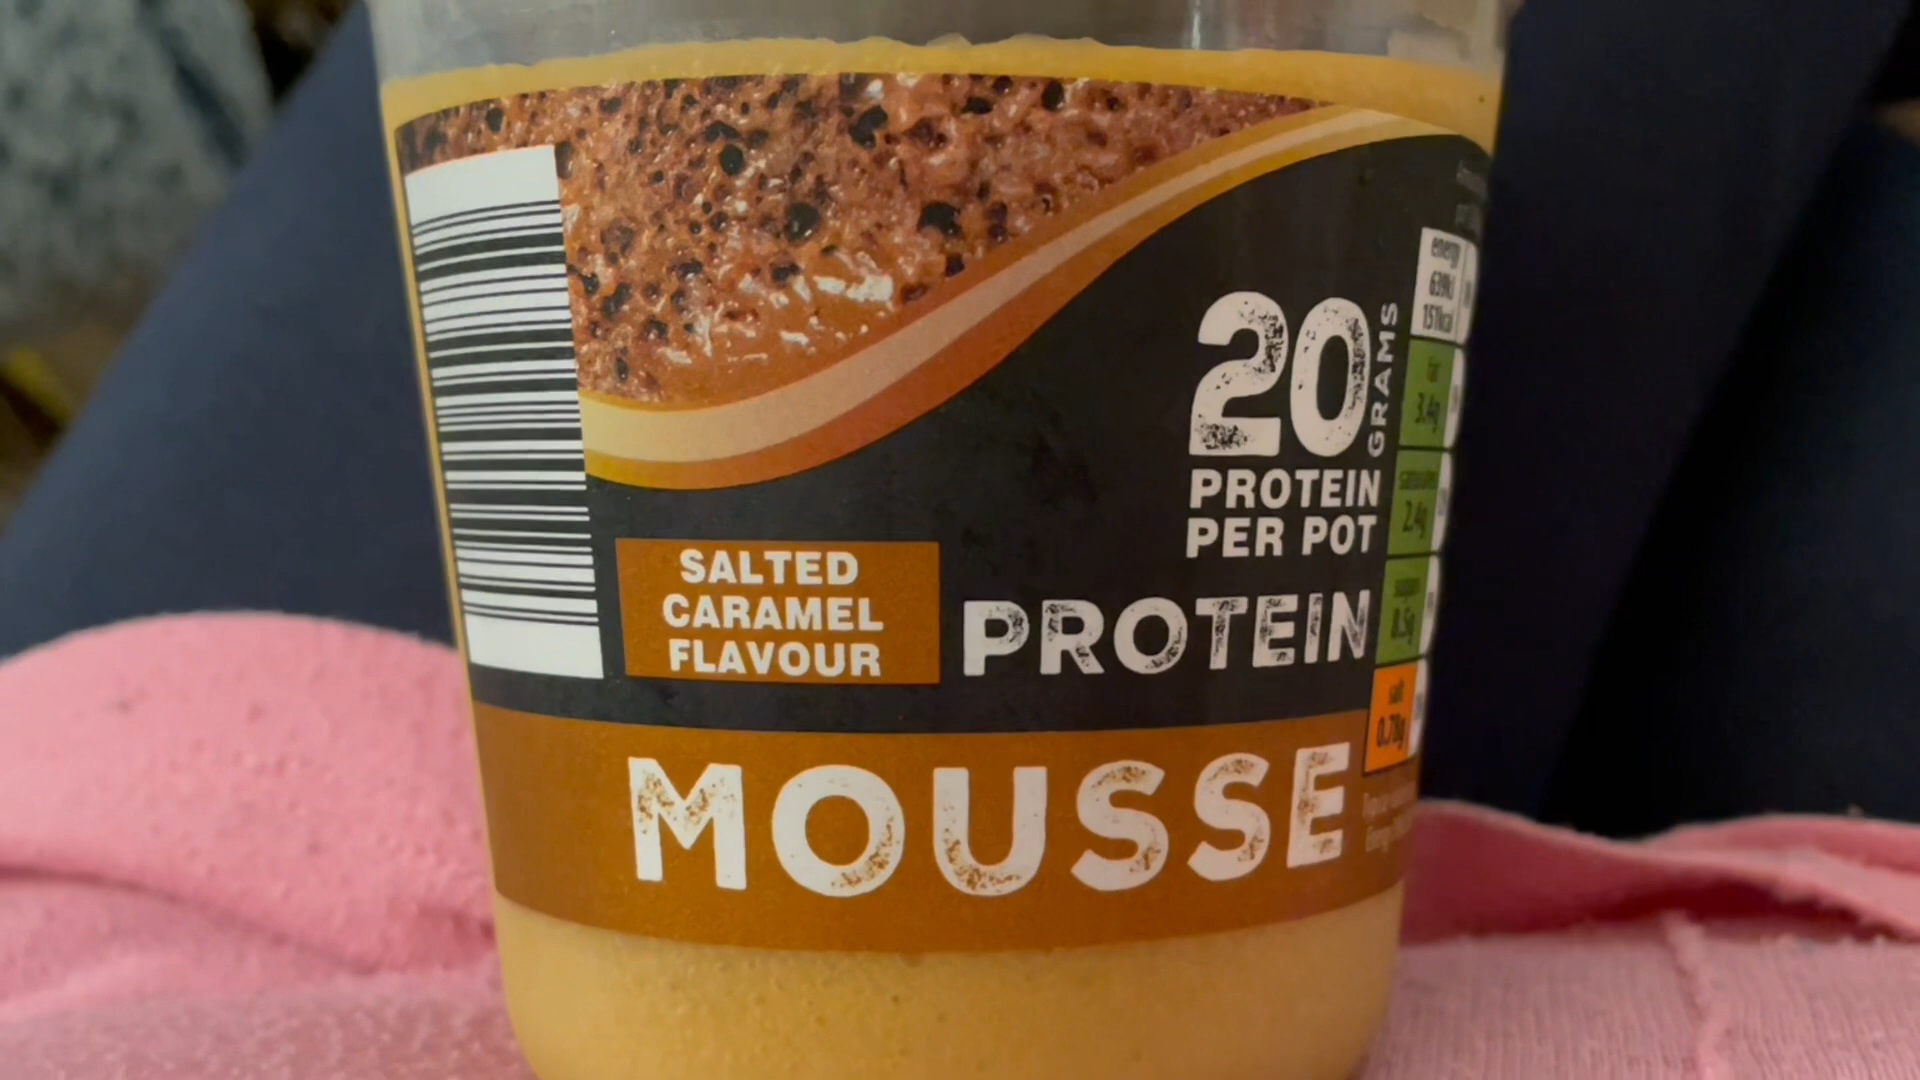 20
GRAMS
PROTEIN
PER POT
SALTED
CARAMEL
FLAVOUR
PROTEIN
MOUSSE
energy
639kJ
151kcal
fat
3.4g
saturates
2.4g
sugars
8.5g
salt
0.78g